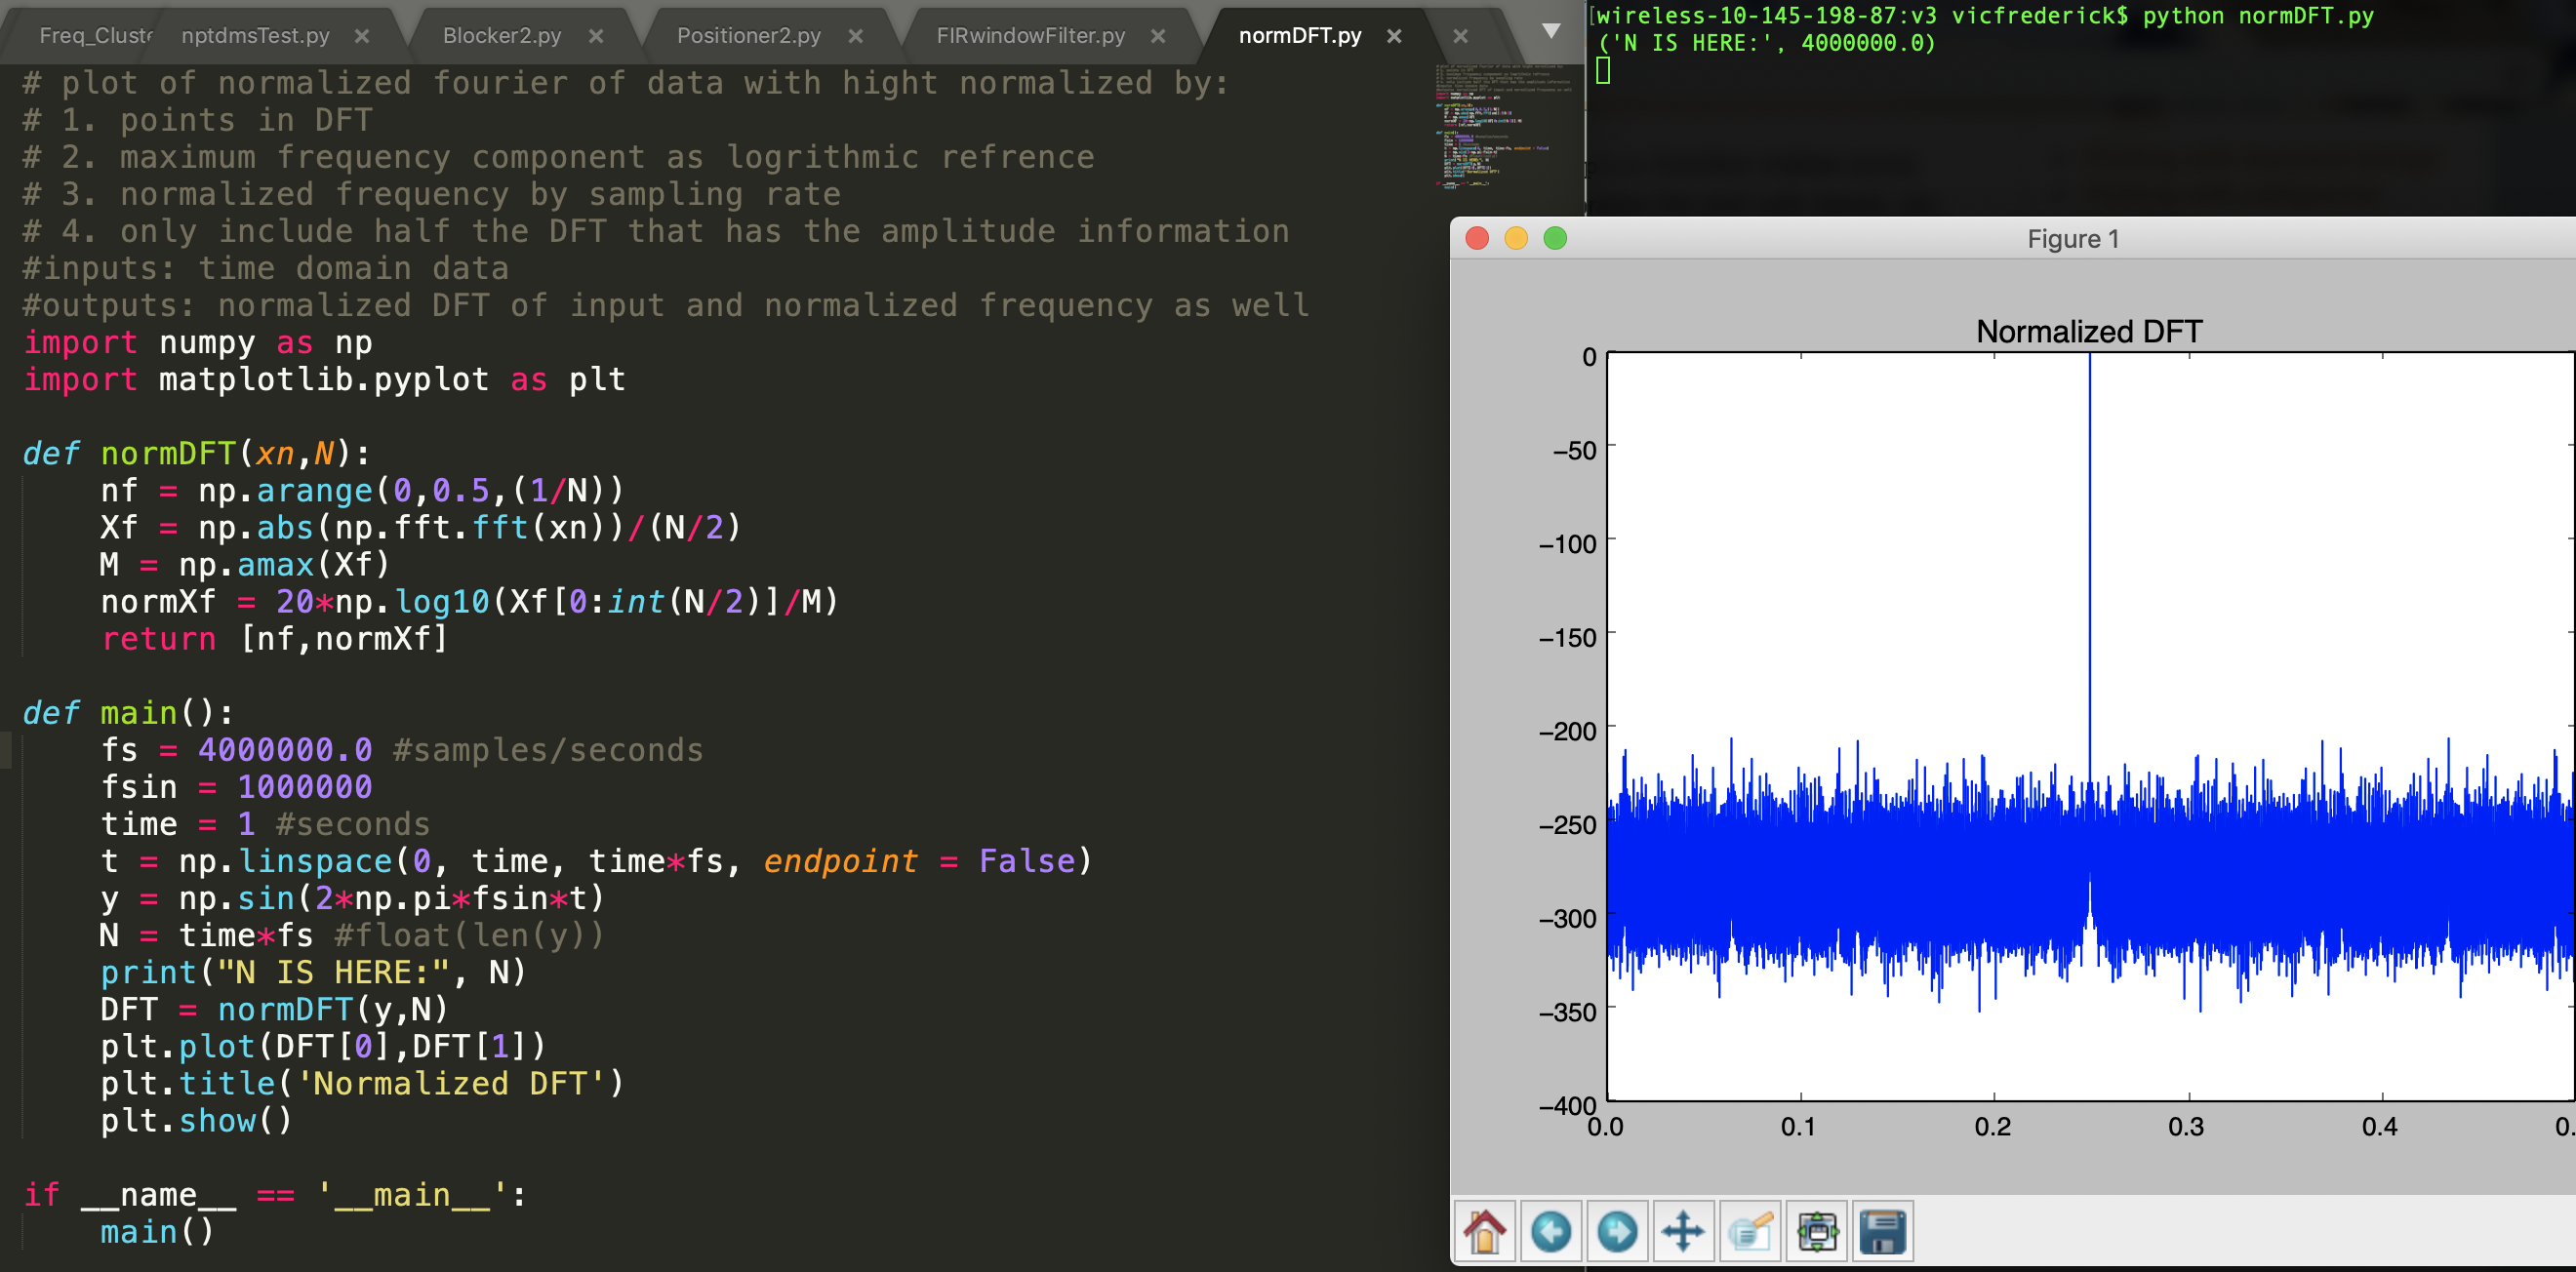 Freq_Cluste nptdmsTest.py × Blocker2.py × Positioner2.py × FIRwindowFilter.py × normDFT.py × ×
# plot of normalized fourier of data with hight normalized by:
# 1. points in DFT
# 2. maximum frequency component as logrithmic refrence
# 3. normalized frequency by sampling rate
# 4. only include half the DFT that has the amplitude information
#inputs: time domain data
#outputs: normalized DFT of input and normalized frequency as well
import numpy as np
import matplotlib.pyplot as plt
def normDFT(xn,N):
nf = np.arange(0,0.5,(1/N))
Xf = np.abs(np.fft.fft(xn))/(N/2)
M = np.amax(Xf)
normXf = 20*np.log10(Xf[0:int(N/2)]/M)
return [nf,normXf]
def main():
fs = 4000000.0 #samples/seconds
fsin = 1000000
time = 1 #seconds
t = np.linspace(0, time, time*fs, endpoint = False)
y = np.sin(2*np.pi*fsin*t)
N = time*fs #float(len(y))
print("N IS HERE:", N)
DFT = normDFT(y,N)
plt.plot(DFT[0],DFT[1])
plt.title('Normalized DFT')
plt.show()
if __name__ == '__main__':
main()
[wireless-10-145-198-87:v3 vicfrederick$ python normDFT.py
('N IS HERE:', 4000000.0)
Figure 1
Normalized DFT
0
−50
−100
−150
−200
−250
−300
−350
−400
0.0 0.1 0.2 0.3 0.4 0.